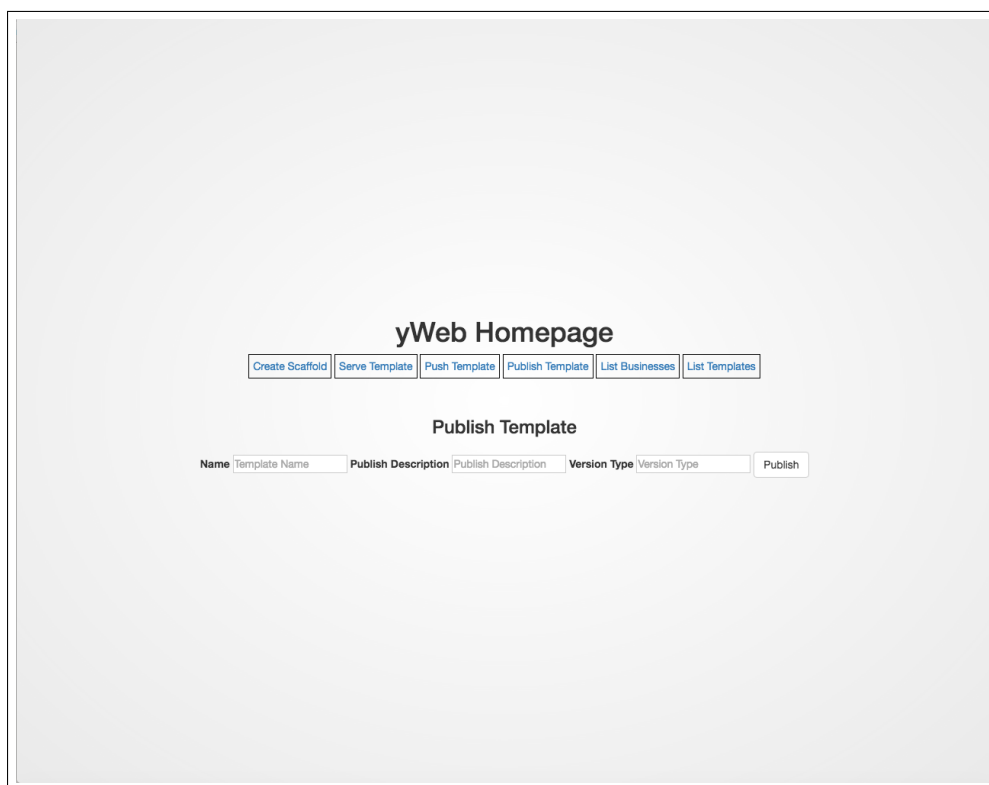 yWeb Homepage
Create Scaffold Serve Template Push Template Publish Template List Businesses List Templates
Publish Template
Name Template Name Publish Description Publish Description Version Type Version Type Publish